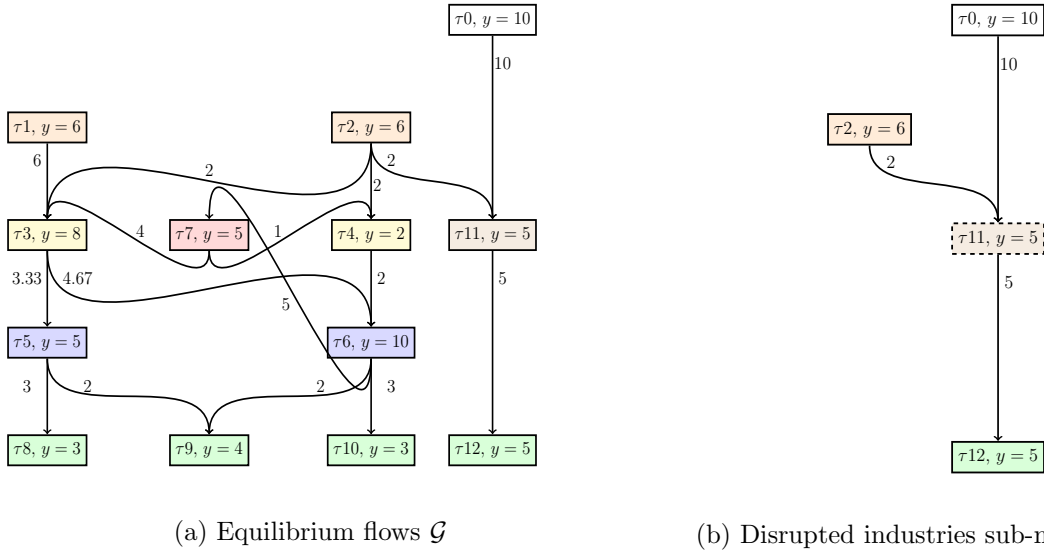 τ0, y = 10
τ0, y = 10
10
10
τ1, y = 6
τ2, y = 6
τ2, y = 6
6
2
2
2
2
τ3, y = 8
4
τ7, y = 5
1
τ4, y = 2
τ11, y = 5
τ11, y = 5
3.33
4.67
5
2
5
5
τ5, y = 5
τ6, y = 10
3
2
2
3
τ8, y = 3
τ9, y = 4
τ10, y = 3
τ12, y = 5
τ12, y = 5
(a) Equilibrium flows 𝒢
(b) Disrupted industries sub-